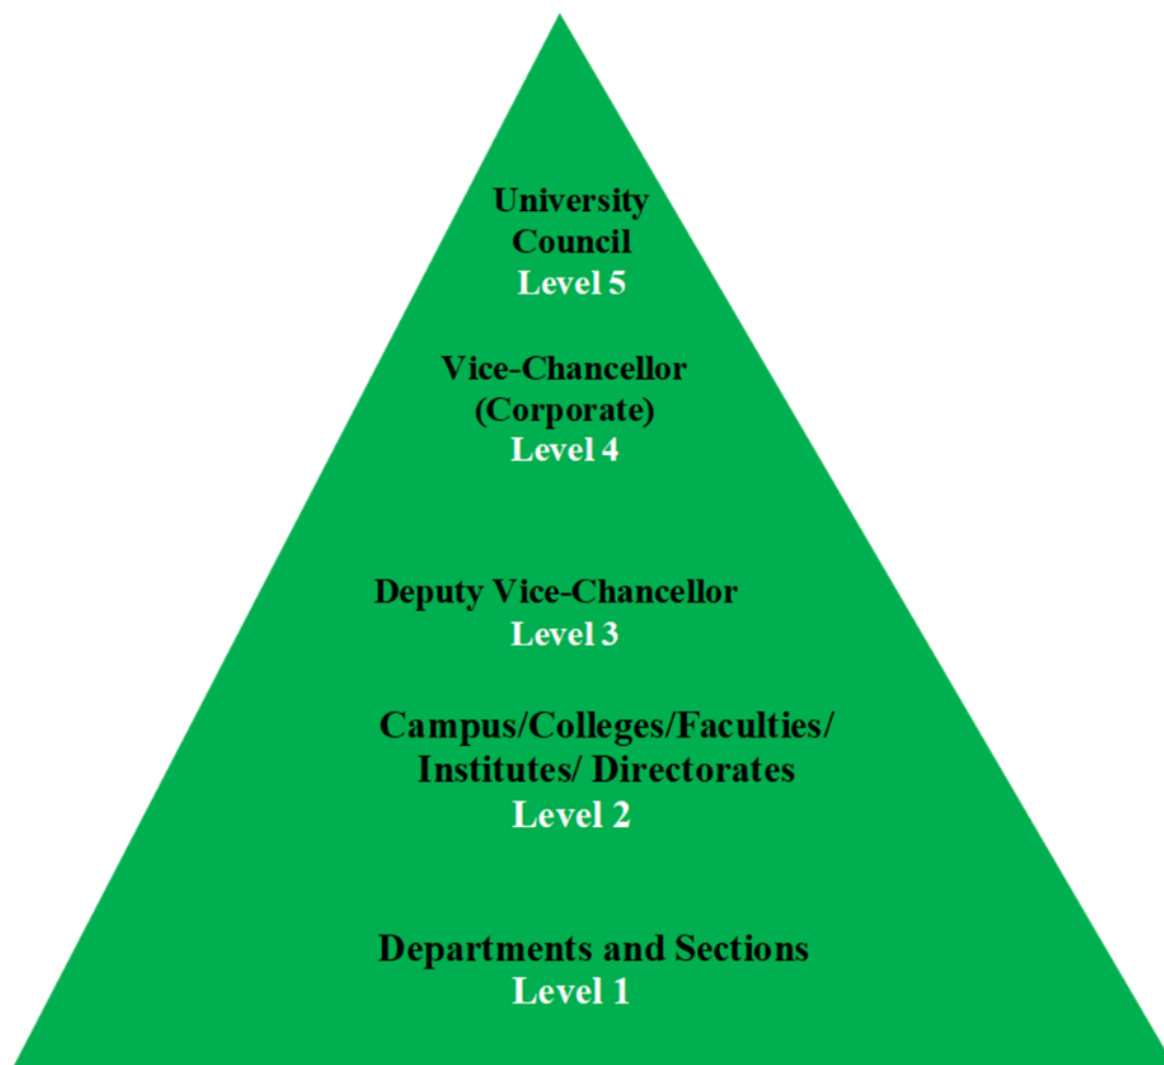 University
Council
Level 5
Vice-Chancellor
(Corporate)
Level 4
Deputy Vice-Chancellor
Level 3
Campus/Colleges/Faculties/
Institutes/ Directorates
Level 2
Departments and Sections
Level 1